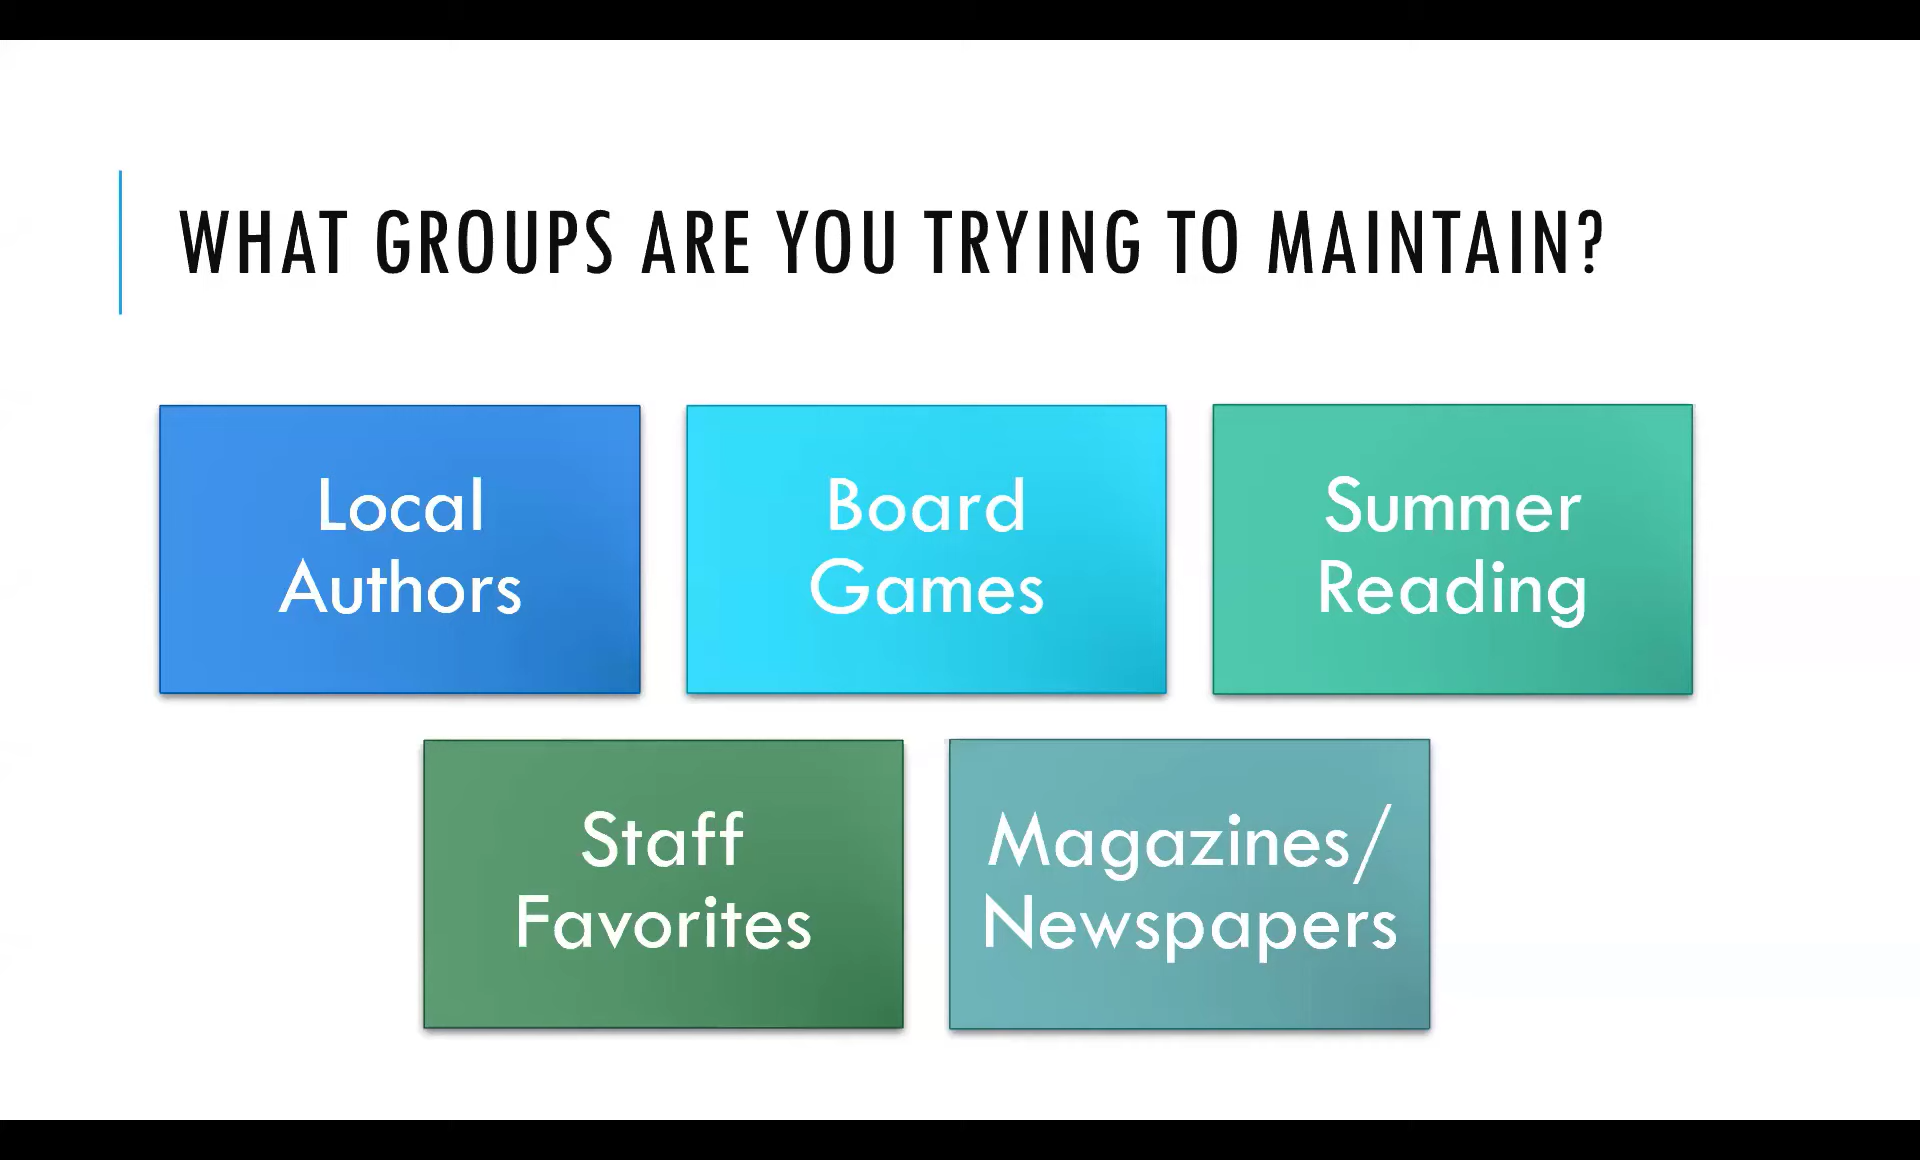 WHAT GROUPS ARE YOU TRYING TO MAINTAIN?
Local
Authors
Board
Games
Summer
Reading
Staff
Favorites
Magazines/
Newspapers